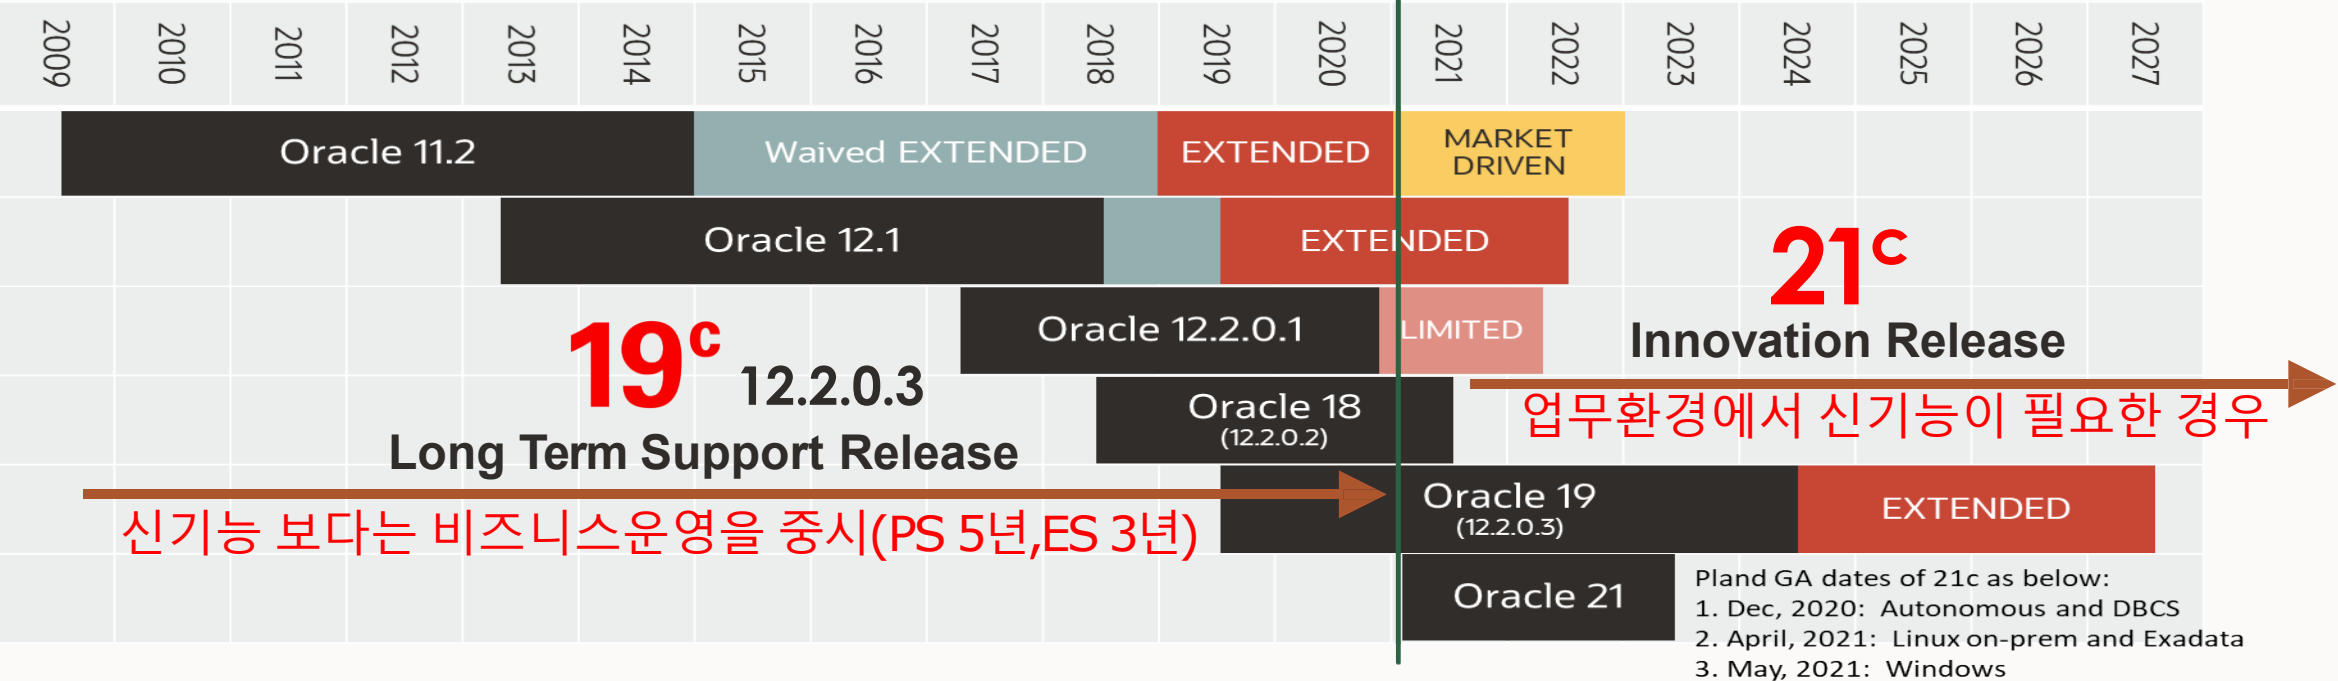 2009 2010 2011 2012 2013 2014 2015 2016 2017 2018 2019 2020 2021 2022 2023 2024 2025 2026 2027
Oracle 11.2
Waived EXTENDED
EXTENDED
MARKET
DRIVEN
Oracle 12.1
EXTENDED
Oracle 12.2.0.1
LIMITED
21c
Innovation Release
업무환경에서 신기능이 필요한 경우
19c 12.2.0.3
Long Term Support Release
신기능 보다는 비즈니스운영을 중시(PS 5년,ES 3년)
Oracle 18
(12.2.0.2)
Oracle 19
(12.2.0.3)
EXTENDED
Oracle 21
Pland GA dates of 21c as below:
1. Dec, 2020: Autonomous and DBCS
2. April, 2021: Linux on-prem and Exadata
3. May, 2021: Windows